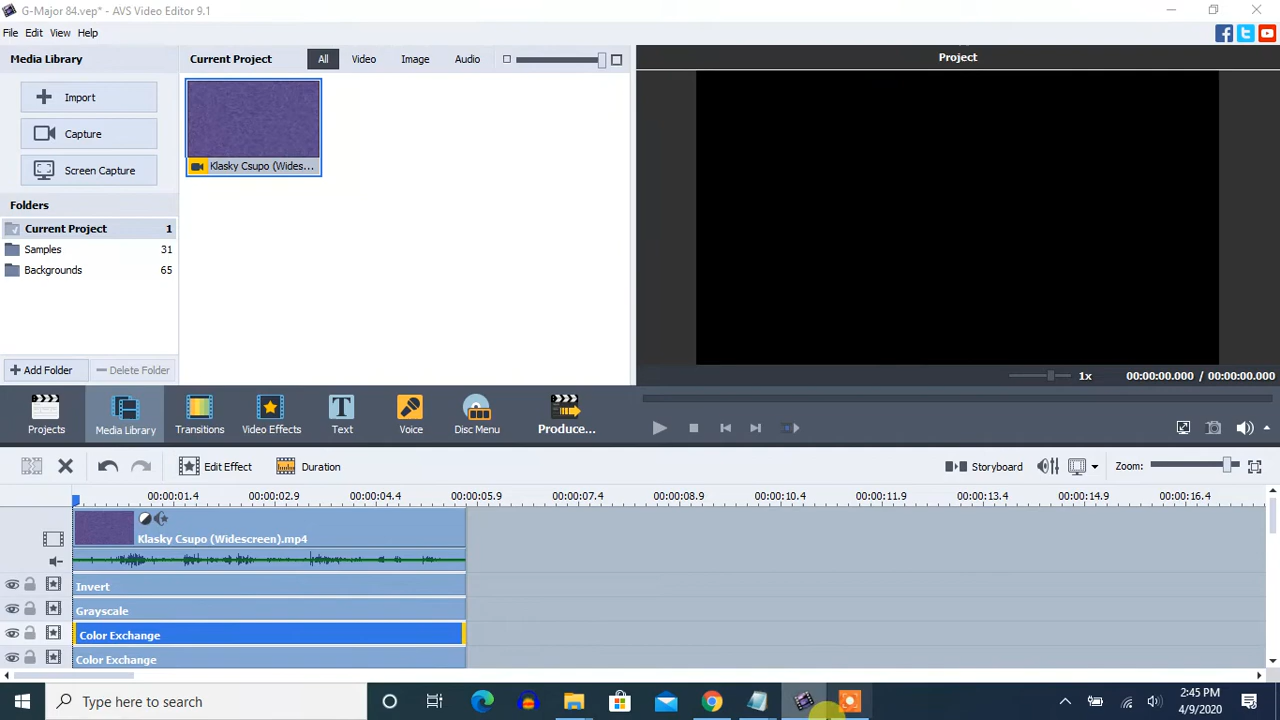 G-Major 84.vep* - AVS Video Editor 9.1
File Edit View Help
Media Library
Current Project All Video Image Audio
Project
Import
Capture
Screen Capture
Klasky Csupo (Wides...
Folders
Current Project 1
Samples 31
Backgrounds 65
Add Folder Delete Folder
1x 00:00:00.000 / 00:00:00.000
Projects Media Library Transitions Video Effects Text Voice Disc Menu Produce...
Edit Effect Duration Storyboard Zoom:
00:00:01.4 00:00:02.9 00:00:04.4 00:00:05.9 00:00:07.4 00:00:08.9 00:00:10.4 00:00:11.9 00:00:13.4 00:00:14.9 00:00:16.4
Klasky Csupo (Widescreen).mp4
Invert
Grayscale
Color Exchange
Color Exchange
Type here to search
2:45 PM
4/9/2020